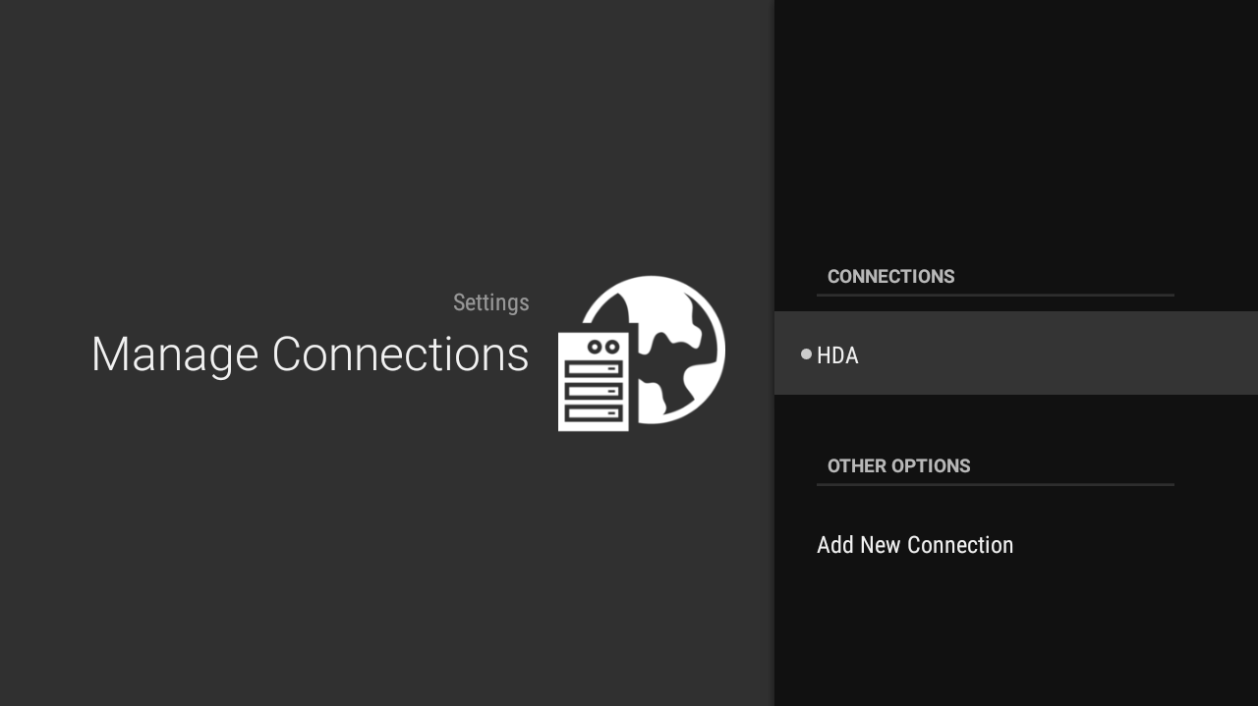 Settings
Manage Connections
CONNECTIONS
HDA
OTHER OPTIONS
Add New Connection